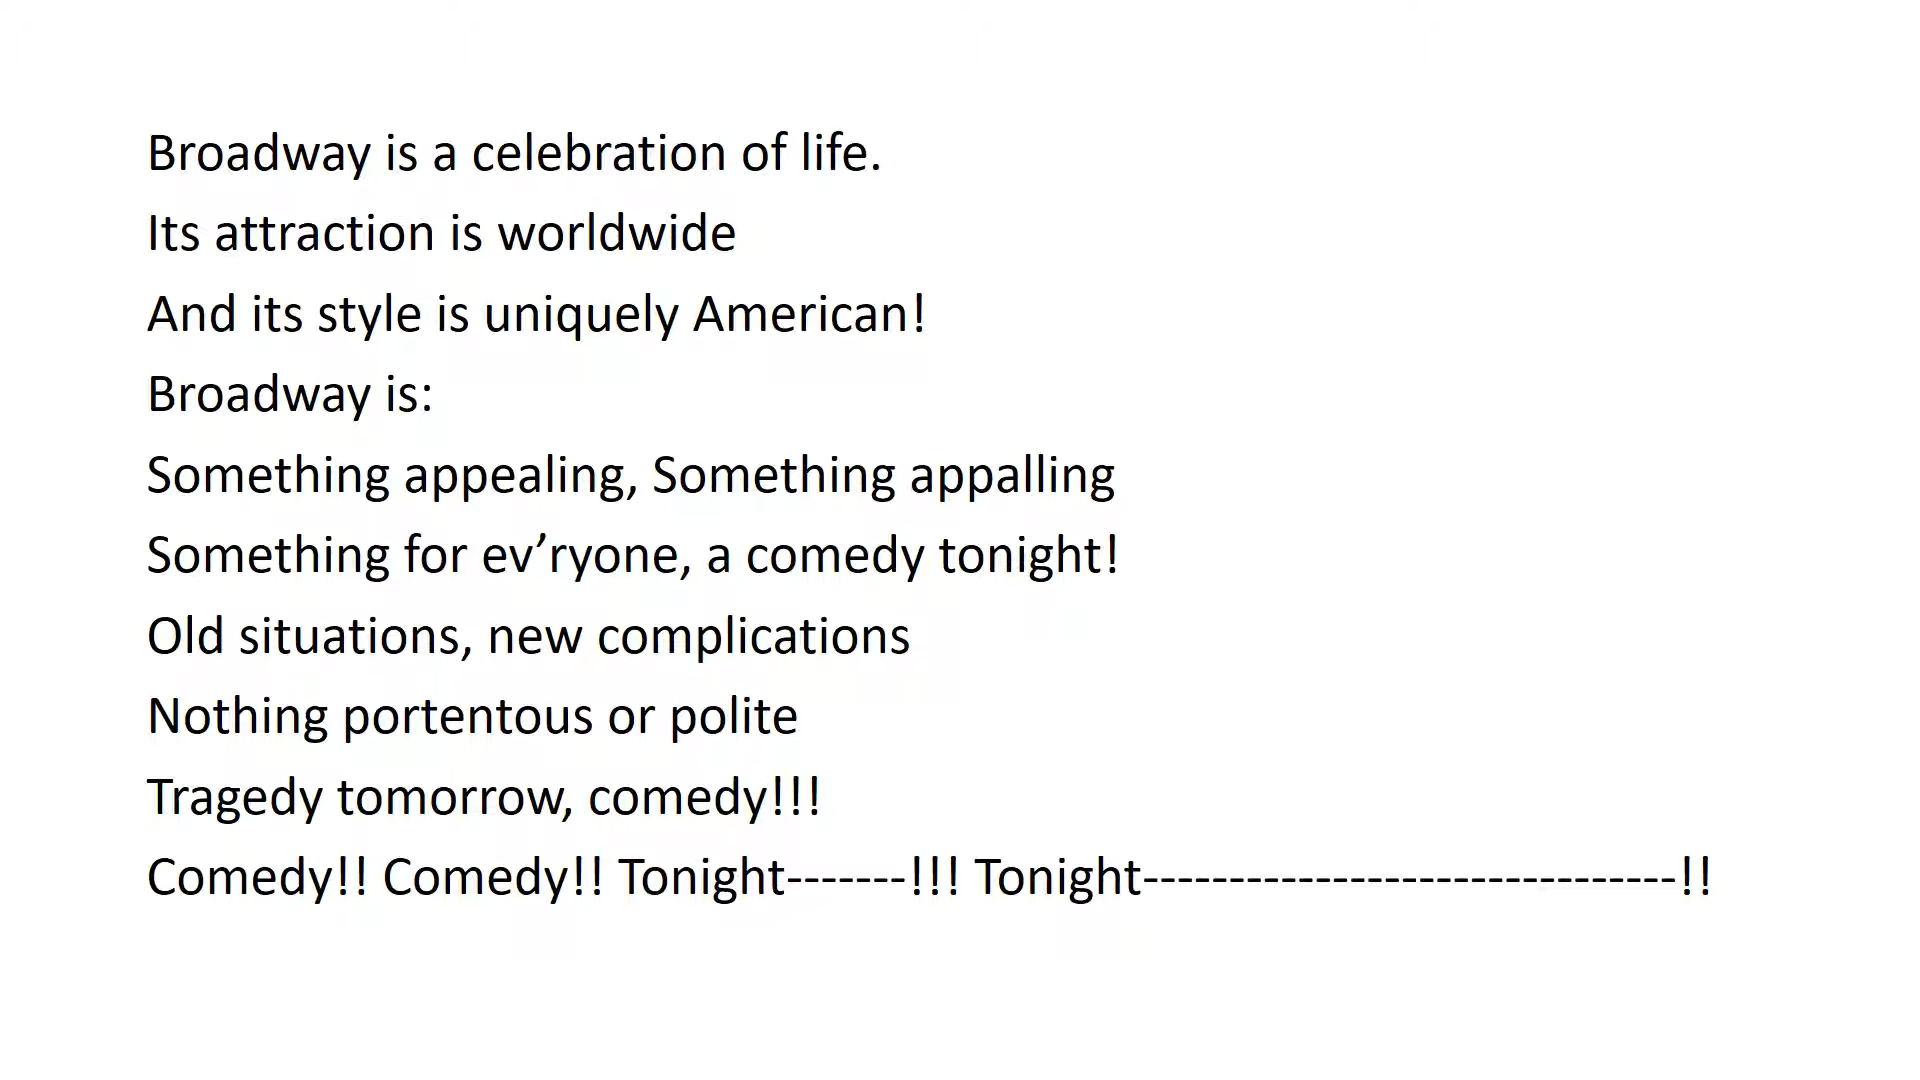 Broadway is a celebration of life.
Its attraction is worldwide
And its style is uniquely American!
Broadway is:
Something appealing, Something appalling
Something for ev’ryone, a comedy tonight!
Old situations, new complications
Nothing portentous or polite
Tragedy tomorrow, comedy!!!
Comedy!! Comedy!! Tonight-------!!! Tonight-------------------------------!!